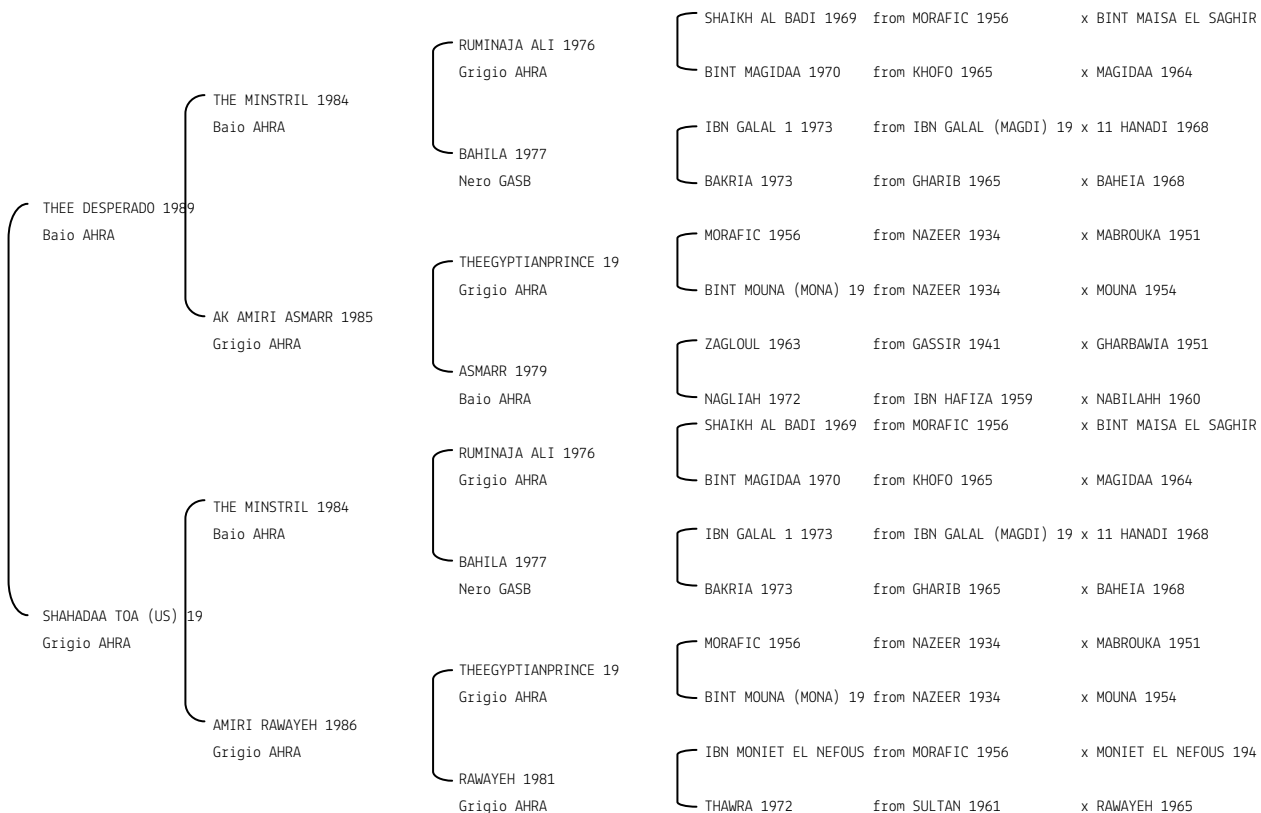 SHAIKH AL BADI 1969 from MORAFIC 1956 x BINT MAISA EL SAGHIR
RUMINAJA ALI 1976
Grigio AHRA
BINT MAGIDAA 1970 from KHOFO 1965 x MAGIDAA 1964
THE MINSTRIL 1984
Baio AHRA
IBN GALAL 1 1973 from IBN GALAL (MAGDI) 19 x 11 HANADI 1968
BAHILA 1977
Nero GASB
BAKRIA 1973 from GHARIB 1965 x BAHEIA 1968
THEE DESPERADO 1989
Baio AHRA
MORAFIC 1956 from NAZEER 1934 x MABROUKA 1951
THEEGYPTIANPRINCE 19
Grigio AHRA
BINT MOUNA (MONA) 19 from NAZEER 1934 x MOUNA 1954
AK AMIRI ASMARR 1985
Grigio AHRA
ZAGLOUL 1963 from GASSIR 1941 x GHARBAWIA 1951
ASMARR 1979
Baio AHRA
NAGLIAH 1972 from IBN HAFIZA 1959 x NABILAHH 1960
SHAIKH AL BADI 1969 from MORAFIC 1956 x BINT MAISA EL SAGHIR
RUMINAJA ALI 1976
Grigio AHRA
BINT MAGIDAA 1970 from KHOFO 1965 x MAGIDAA 1964
THE MINSTRIL 1984
Baio AHRA
IBN GALAL 1 1973 from IBN GALAL (MAGDI) 19 x 11 HANADI 1968
BAHILA 1977
Nero GASB
BAKRIA 1973 from GHARIB 1965 x BAHEIA 1968
SHAHADAA TOA (US) 19
Grigio AHRA
MORAFIC 1956 from NAZEER 1934 x MABROUKA 1951
THEEGYPTIANPRINCE 19
Grigio AHRA
BINT MOUNA (MONA) 19 from NAZEER 1934 x MOUNA 1954
AMIRI RAWAYEH 1986
Grigio AHRA
IBN MONIET EL NEFOUS from MORAFIC 1956 x MONIET EL NEFOUS 194
RAWAYEH 1981
Grigio AHRA
THAWRA 1972 from SULTAN 1961 x RAWAYEH 1965